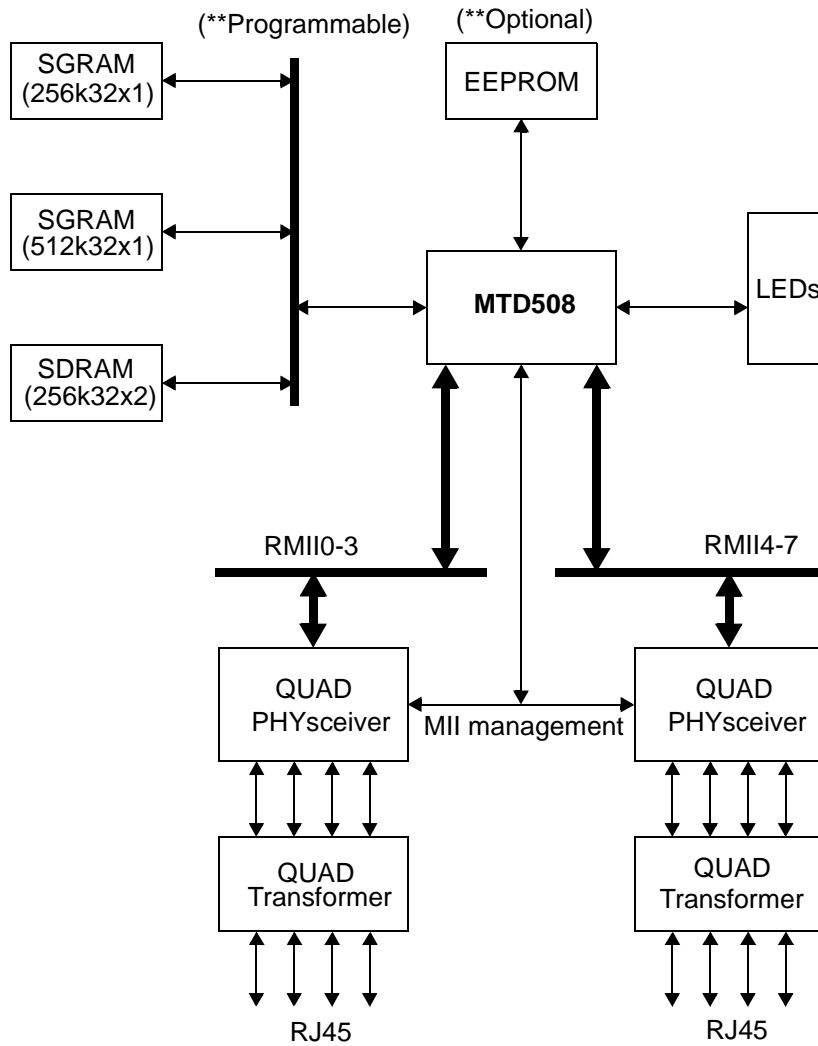 (**Programmable)
(**Optional)
SGRAM
(256k32x1)
EEPROM
SGRAM
(512k32x1)
MTD508
LEDs
SDRAM
(256k32x2)
RMII0-3
RMII4-7
QUAD
PHYsceiver
MII management
QUAD
PHYsceiver
QUAD
Transformer
QUAD
Transformer
RJ45
RJ45